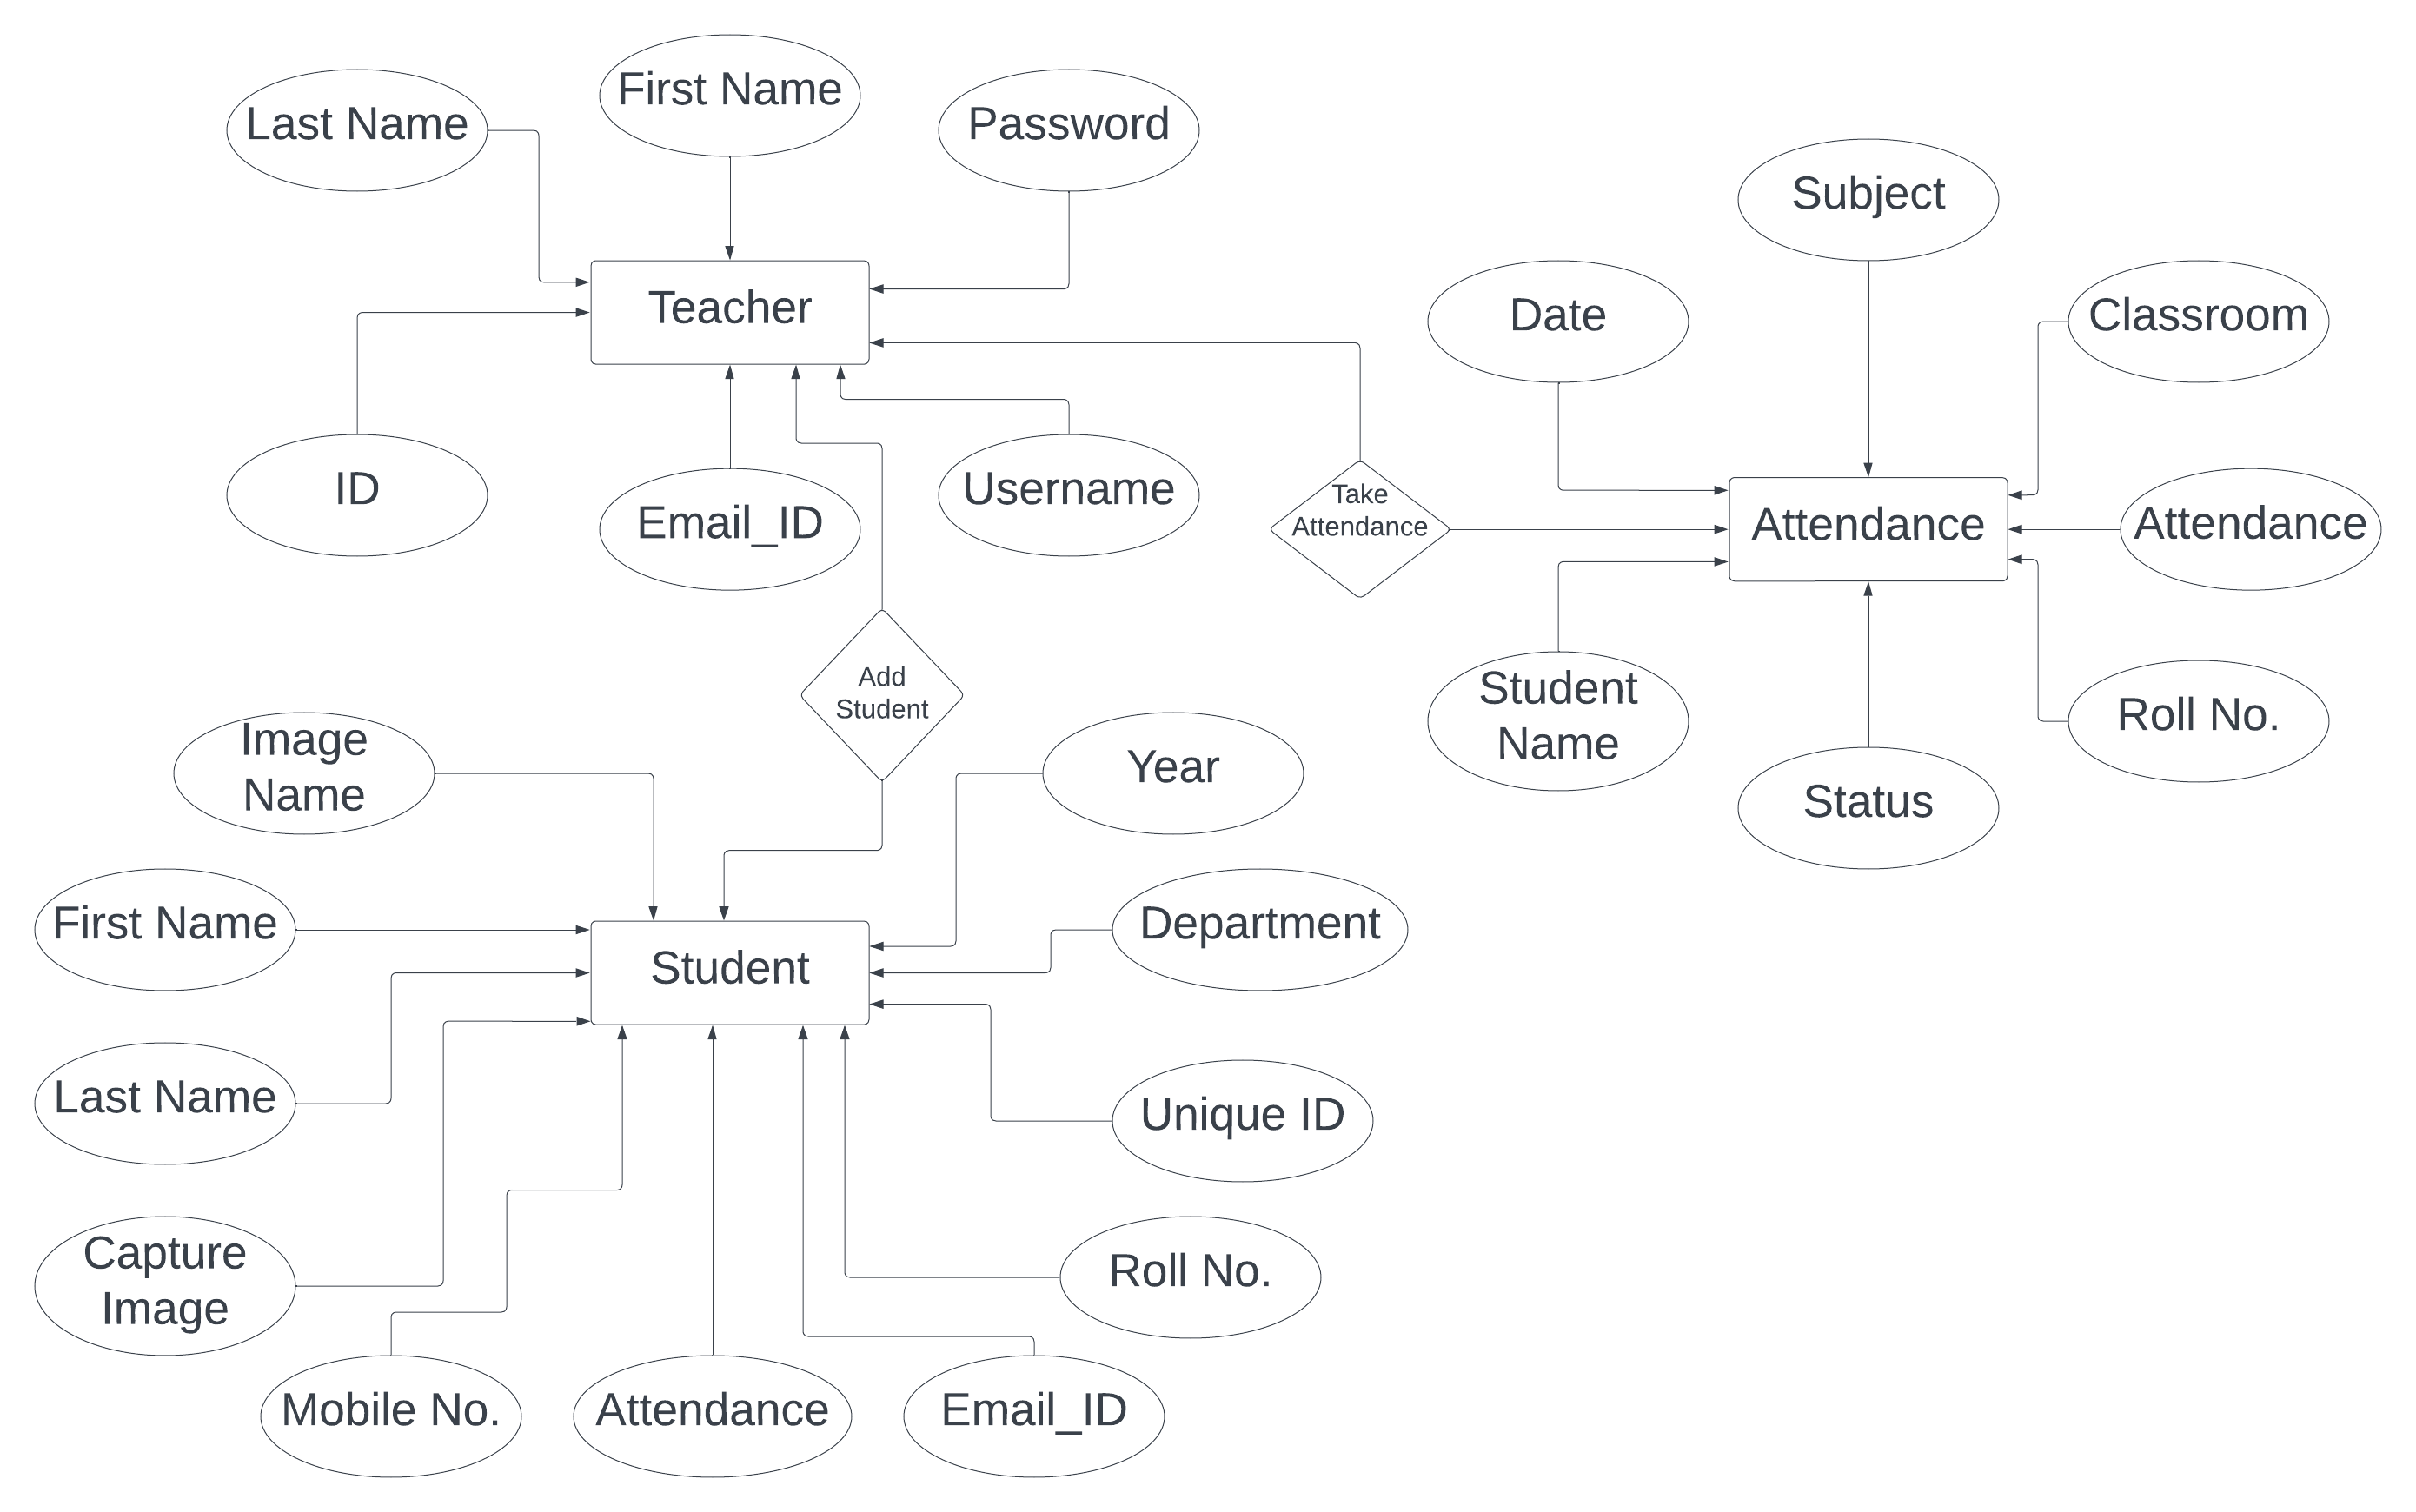 First Name
Last Name
Password
Subject
Teacher
Date
Classroom
ID
Email_ID
Username
Take
Attendance
Attendance
Attendance
Add
Student
Student
Name
Roll No.
Status
Image
Name
Year
First Name
Department
Student
Last Name
Unique ID
Capture
Image
Roll No.
Mobile No.
Attendance
Email_ID